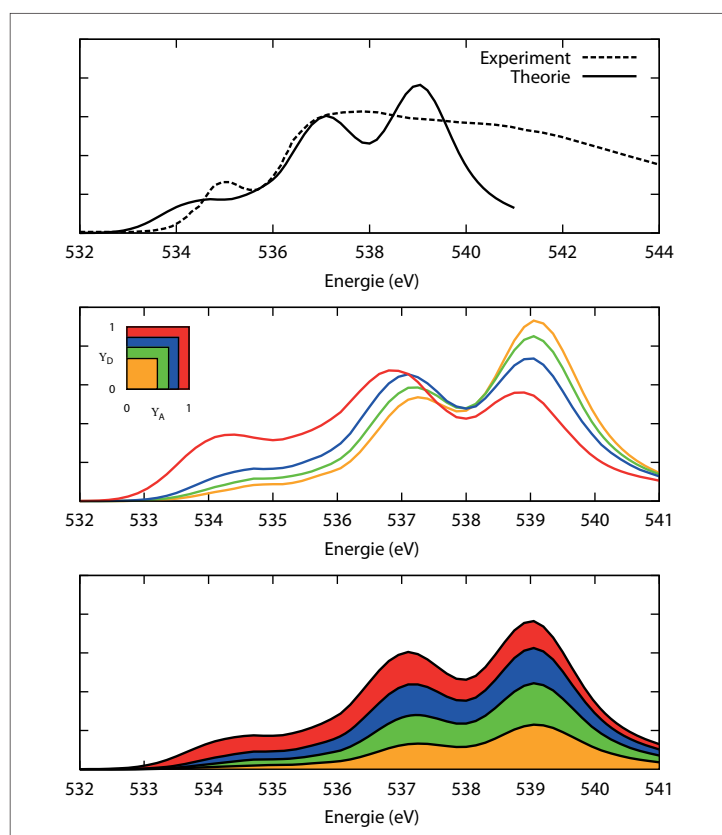 Experiment
Theorie
532 534 536 538 540 542 544
Energie (eV)
1
ΥD
0
0 1
ΥA
532 533 534 535 536 537 538 539 540 541
Energie (eV)
532 533 534 535 536 537 538 539 540 541
Energie (eV)